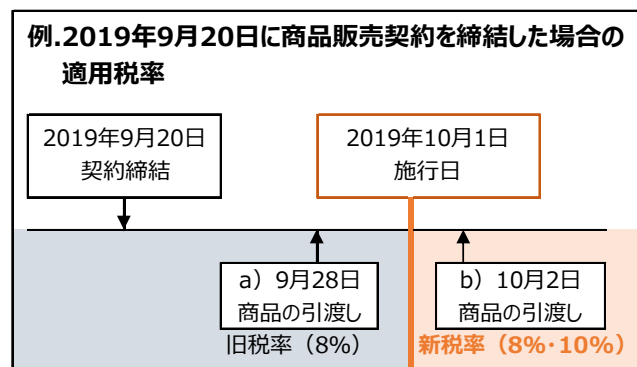 例.2019年9月20日に商品販売契約を締結した場合の
適用税率
2019年9月20日
契約締結
2019年10月1日
施行日
a）9月28日
商品の引渡し
旧税率（8%）
b）10月2日
商品の引渡し
新税率（8%・10%）